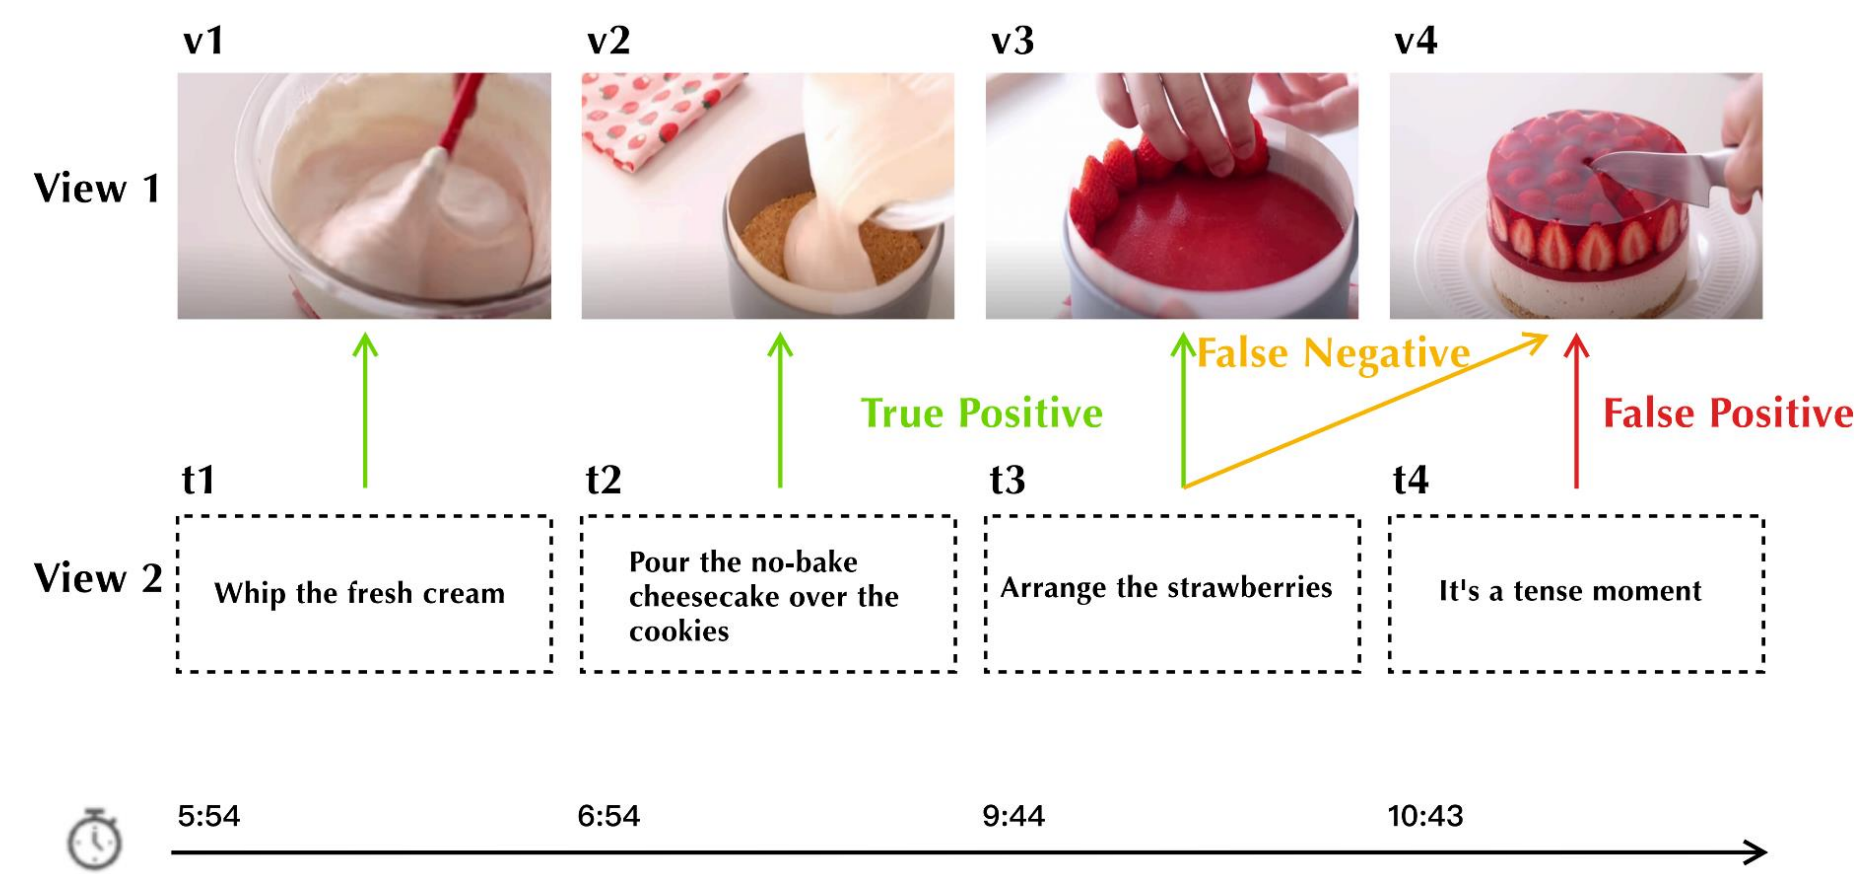 v1
v2
v3
v4
View 1
False Negative
True Positive
False Positive
t1
t2
t3
t4
View 2
Whip the fresh cream
Pour the no-bake
cheesecake over the
cookies
Arrange the strawberries
It's a tense moment
5:54
6:54
9:44
10:43